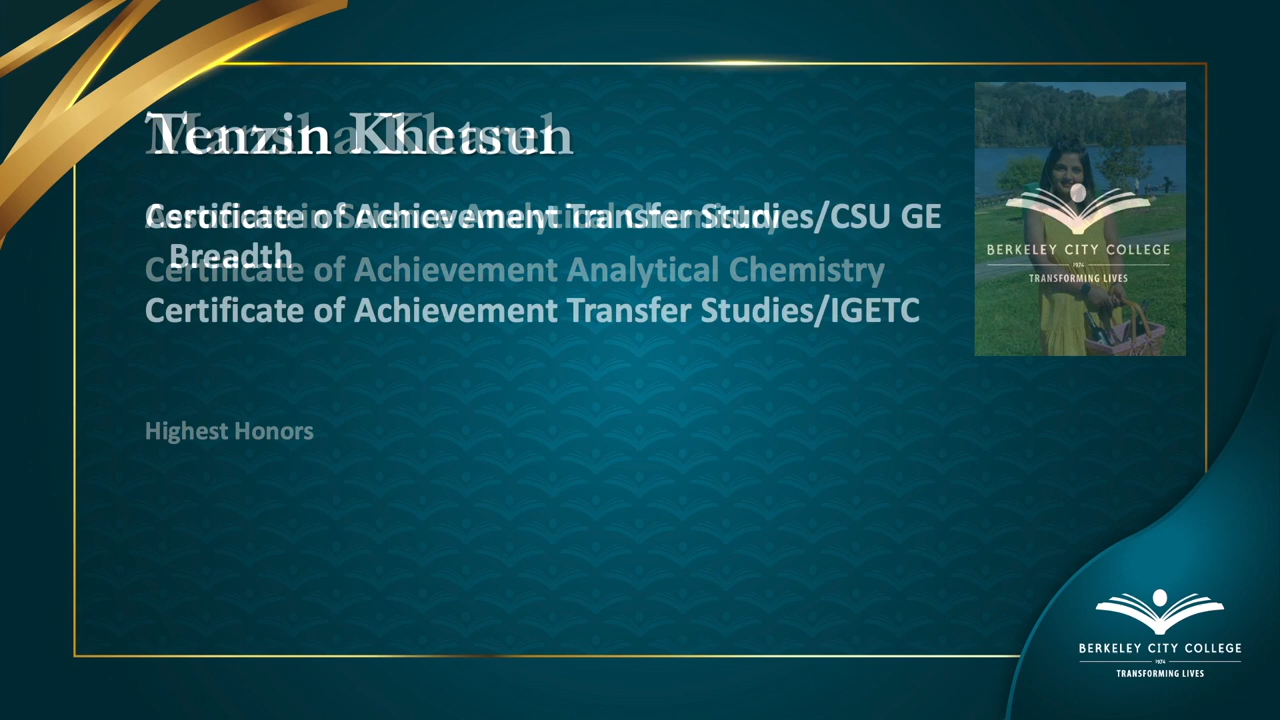 Tenzin Khetsun
Certificate of Achievement Transfer Studies/CSU GE
Breadth
Certificate of Achievement Analytical Chemistry
Certificate of Achievement Transfer Studies/IGETC
Highest Honors
BERKELEY CITY COLLEGE
1974
TRANSFORMING LIVES
BERKELEY CITY COLLEGE
1974
TRANSFORMING LIVES